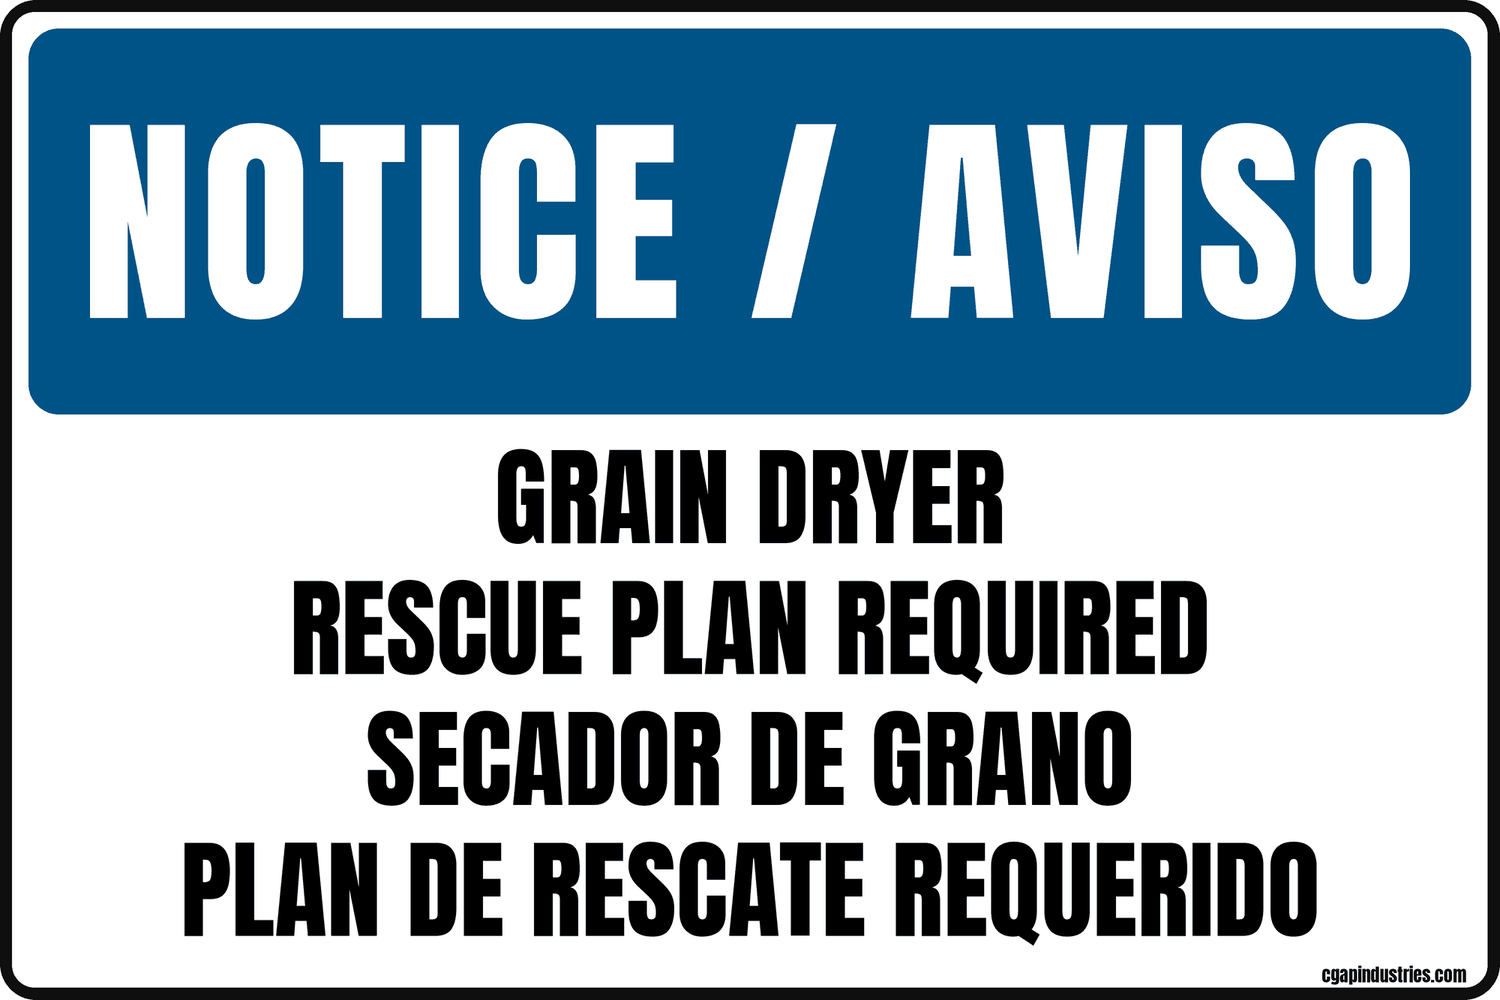 NOTICE / AVISO
GRAIN DRYER
RESCUE PLAN REQUIRED
SECADOR DE GRANO
PLAN DE RESCATE REQUERIDO
cgapindustries.com